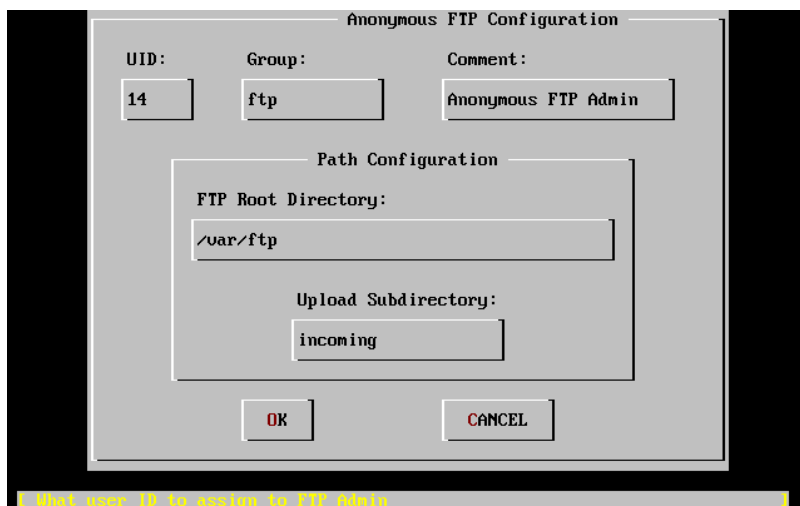 Anonymous FTP Configuration
UID: Group: Comment:
14 ftp Anonymous FTP Admin
Path Configuration
FTP Root Directory:
/var/ftp
Upload Subdirectory:
incoming
OK CANCEL
[ What user ID to assign to FTP Admin ]